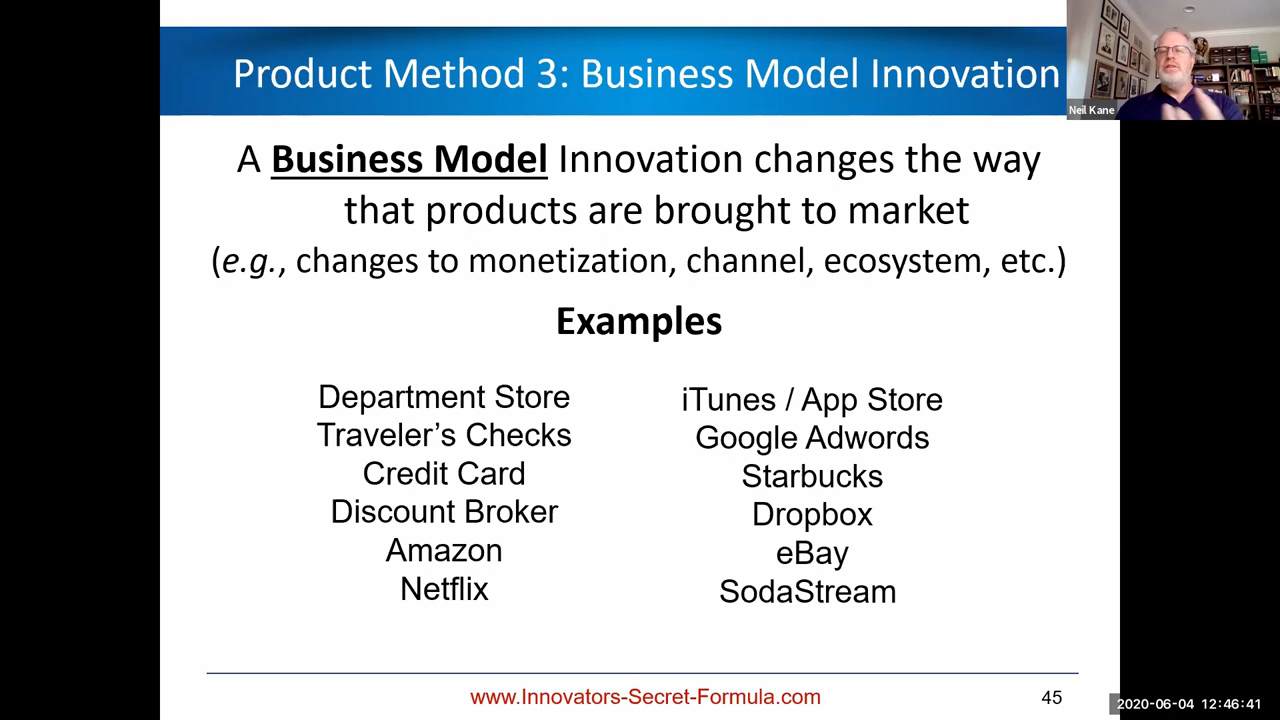 Product Method 3: Business Model Innovation
Neil Kane
A Business Model Innovation changes the way
that products are brought to market
(e.g., changes to monetization, channel, ecosystem, etc.)
Examples
Department Store
Traveler’s Checks
Credit Card
Discount Broker
Amazon
Netflix
iTunes / App Store
Google Adwords
Starbucks
Dropbox
eBay
SodaStream
www.Innovators-Secret-Formula.com
45
2020-06-04 12:46:41